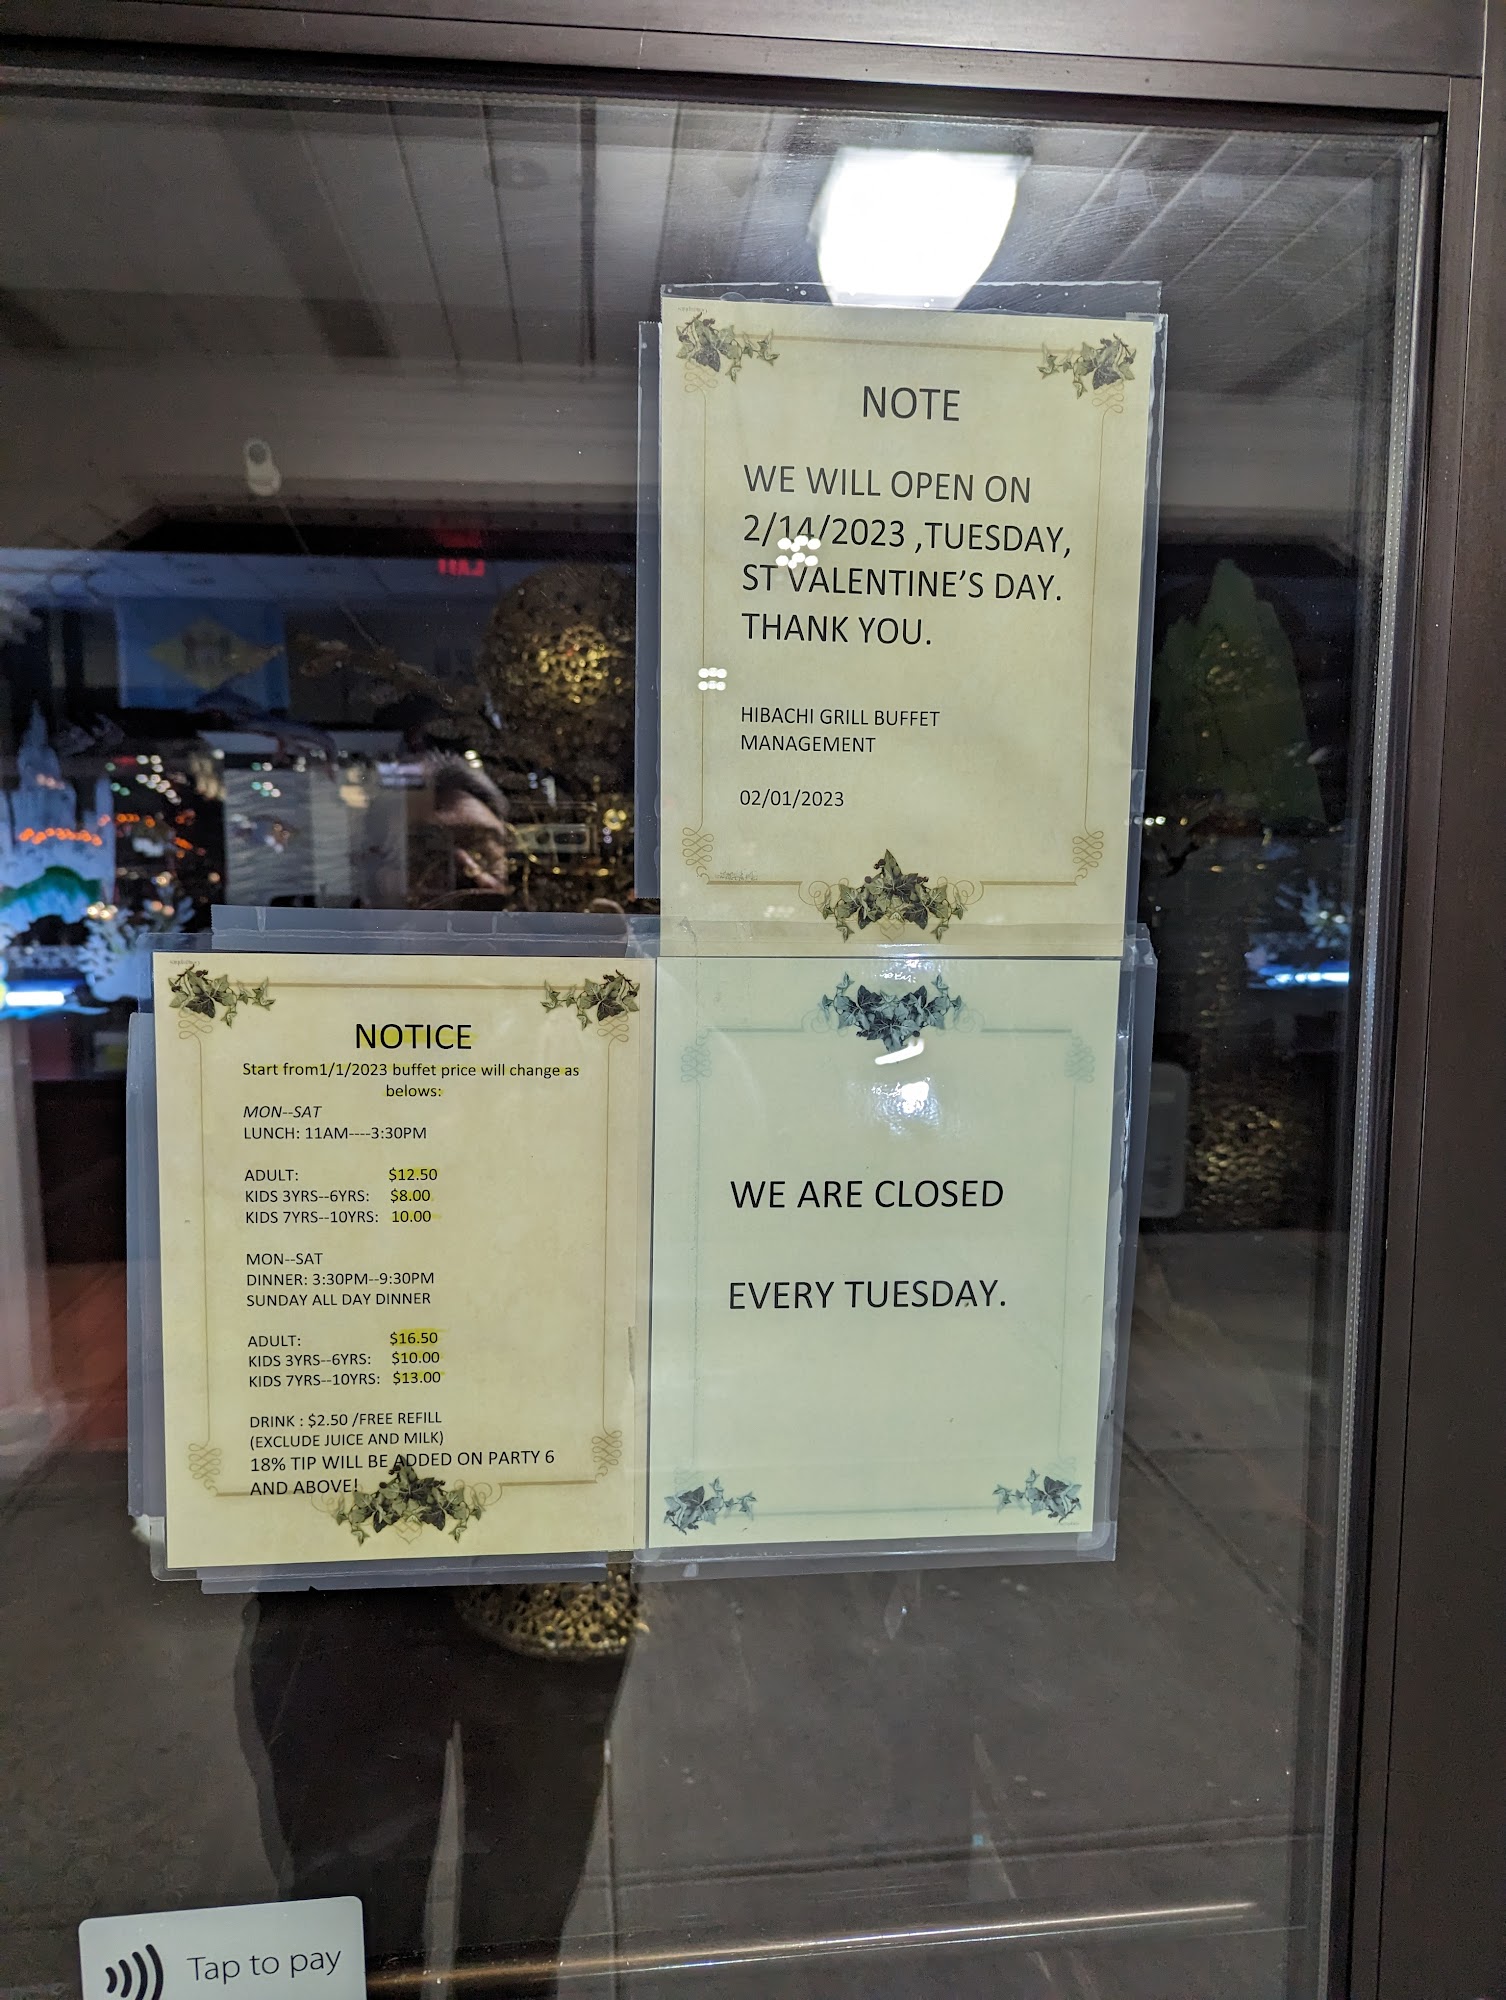 NOTE
WE WILL OPEN ON
2/14/2023 ,TUESDAY,
ST VALENTINE’S DAY.
THANK YOU.
HIBACHI GRILL BUFFET
MANAGEMENT
02/01/2023
NOTICE
Start from1/1/2023 buffet price will change as
belows:
MON--SAT
LUNCH: 11AM----3:30PM
ADULT: $12.50
KIDS 3YRS--6YRS: $8.00
KIDS 7YRS--10YRS: 10.00
MON--SAT
DINNER: 3:30PM--9:30PM
SUNDAY ALL DAY DINNER
ADULT: $16.50
KIDS 3YRS--6YRS: $10.00
KIDS 7YRS--10YRS: $13.00
DRINK : $2.50 /FREE REFILL
(EXCLUDE JUICE AND MILK)
18% TIP WILL BE ADDED ON PARTY 6
AND ABOVE!
WE ARE CLOSED
EVERY TUESDAY.
Tap to pay